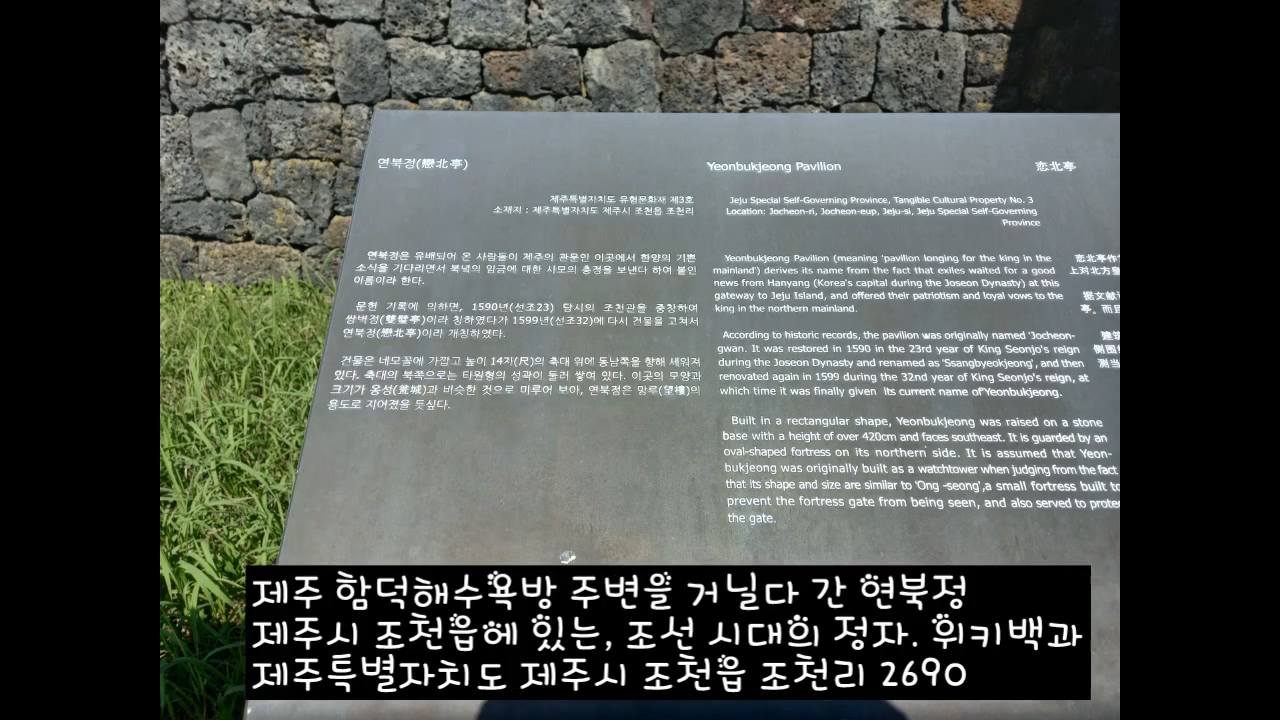 연북정(戀北亭)
제주특별자치도 유형문화재 제3호
소재지 : 제주특별자치도 제주시 조천읍 조천리
연북정은 유배되어 온 사람들이 제주의 관문인 이곳에서 한양의 기쁜
소식을 기다리면서 북녘의 임금에 대한 사모의 충정을 보낸다 하여 붙인
이름이라 한다.
문헌 기록에 의하면, 1590년(선조23) 당시의 조천관을 중창하여
쌍벽정(雙璧亭)이라 칭하였다가 1599년(선조32)에 다시 건물을 고쳐서
연북정(戀北亭)이라 개칭하였다.
건물은 네모꼴에 가깝고 높이 14자(尺)의 축대 위에 동남쪽을 향해 세워져
있다. 축대의 북쪽으로는 타원형의 성곽이 둘러 쌓여 있다. 이곳의 모양과
크기가 옹성(甕城)과 비슷한 것으로 미루어 보아, 연북정은 망루(望樓)의
용도로 지어졌을 듯싶다.
Yeonbukjeong Pavilion
Jeju Special Self-Governing Province, Tangible Cultural Property No. 3
Location: Jocheon-ri, Jocheon-eup, Jeju-si, Jeju Special Self-Governing
Province
Yeonbukjeong Pavilion (meaning 'pavilion longing for the king in the
mainland') derives its name from the fact that exiles waited for a good
news from Hanyang (Korea's capital during the Joseon Dynasty) at this
gateway to Jeju Island, and offered their patriotism and loyal vows to the
king in the northern mainland.
According to historic records, the pavilion was originally named 'Jocheon-
gwan. It was restored in 1590 in the 23rd year of King Seonjo's reign
during the Joseon Dynasty and renamed as 'Ssangbyeokjeong', and then
renovated again in 1599 during the 32nd year of King Seonjo's reign, at
which time it was finally given its current name of'Yeonbukjeong.
Built in a rectangular shape, Yeonbukjeong was raised on a stone
base with a height of over 420cm and faces southeast. It is guarded by an
oval-shaped fortress on its northern side. It is assumed that Yeon-
bukjeong was originally built as a watchtower when judging from the fact
that its shape and size are similar to 'Ong -seong',a small fortress built to
prevent the fortress gate from being seen, and also served to prote
the gate.
恋北亭
恋北亭作
上对北方皇
据文献
亭。而且
建筑
侧围
测当
제주 함덕해수욕방 주변을 거닐다 간 현북정
제주시 조천읍에 있는, 조선 시대의 정자. 위키백과
제주특별자치도 제주시 조천읍 조천리 2690